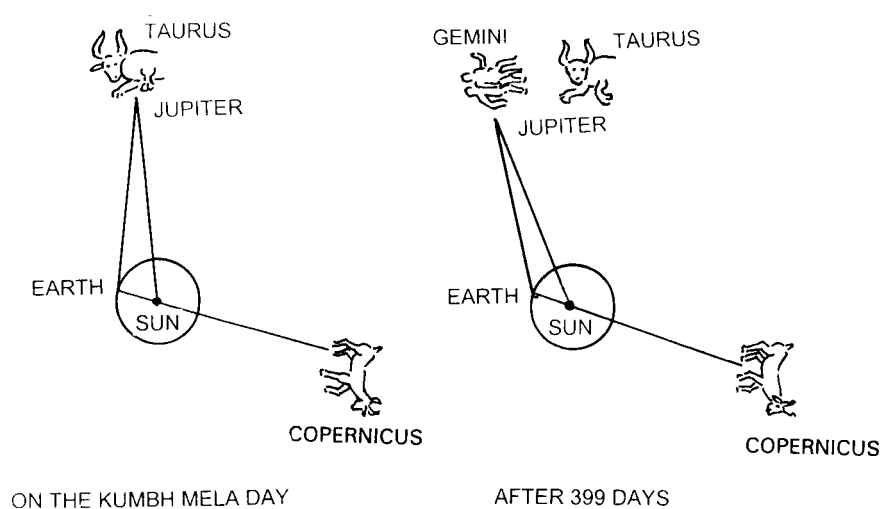 TAURUS
JUPITER
EARTH
SUN
COPERNICUS
ON THE KUMBH MELA DAY
GEMINI
TAURUS
JUPITER
EARTH
SUN
COPERNICUS
AFTER 399 DAYS